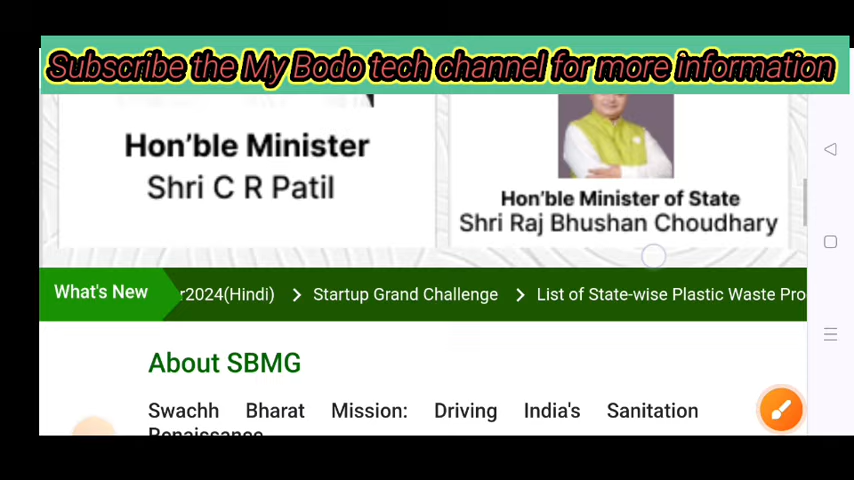 Subscribe the My Bodo tech channel for more information
Hon'ble Minister
Shri C R Patil
Hon'ble Minister of State
Shri Raj Bhushan Choudhary
What's New
r2024(Hindi) > Startup Grand Challenge > List of State-wise Plastic Waste Pro
About SBMG
Swachh Bharat Mission: Driving India's Sanitation
Renaissance